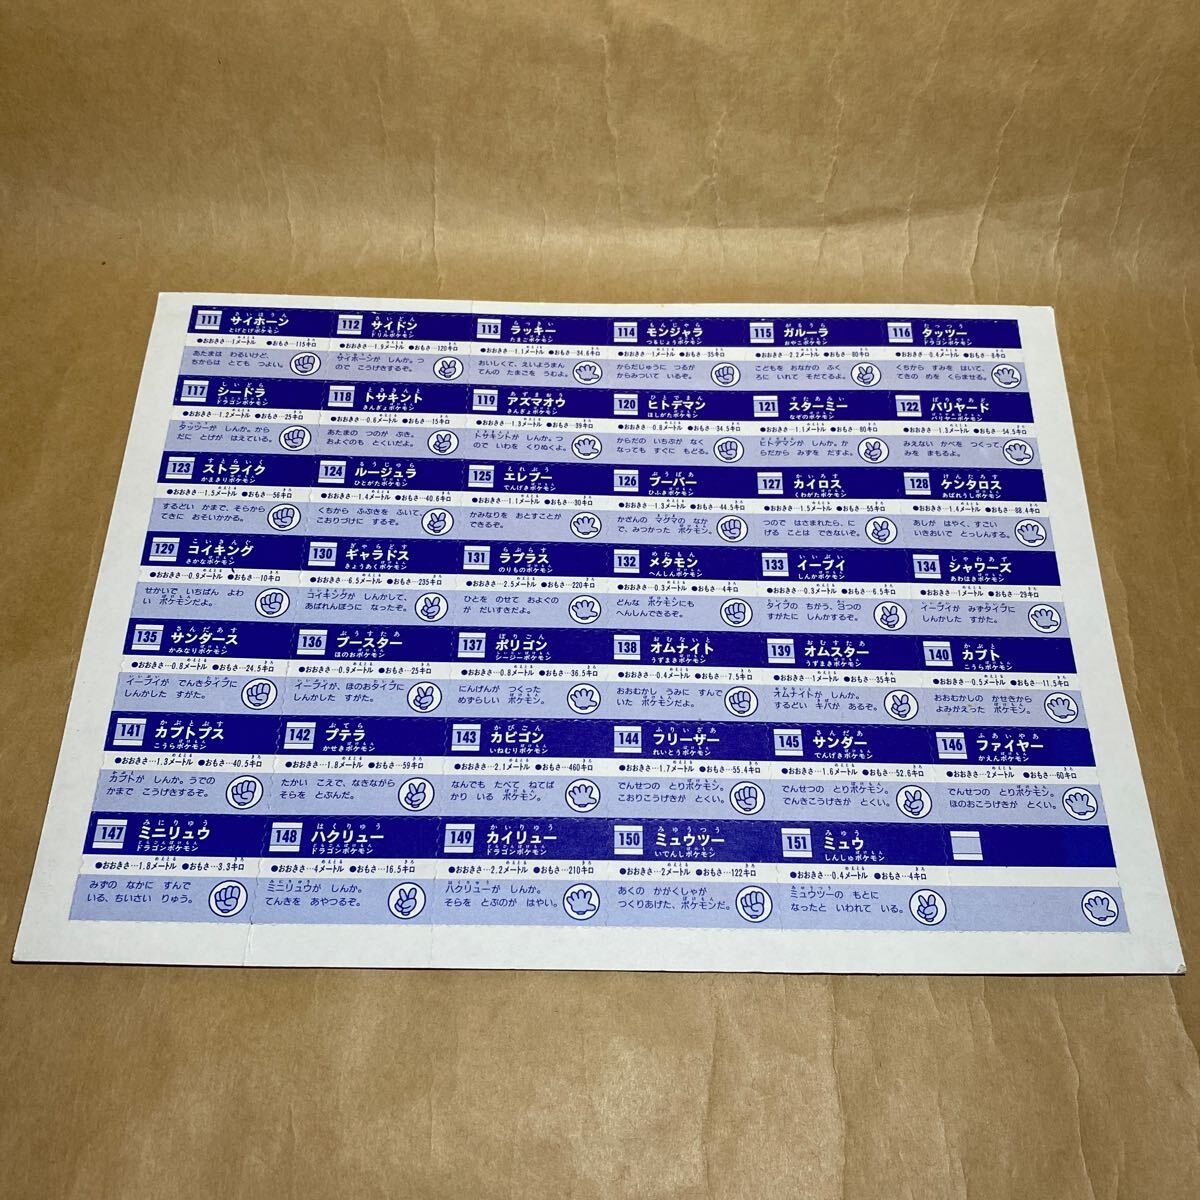 111 サイホーン とげとげポケモン
●おおきさ…1メートル ●おもさ…115キロ
あたまは わるいけど、
ちからは とても つよい。
112 サイドン ドリルポケモン
●おおきさ…1.9メートル ●おもさ…120キロ
サイホーンが しんか。つ
ので こうげきするぞ。
113 ラッキー たまごポケモン
●おおきさ…1.1メートル ●おもさ…34.6キロ
おいしくて、えいようまん
てんの たまごを うむよ。
114 モンジャラ つるじょうポケモン
●おおきさ…1メートル ●おもさ…35キロ
からだじゅうに つるが
からみついて いるぞ。
115 ガルーラ おやこポケモン
●おおきさ…2.2メートル ●おもさ…80キロ
こどもを おなかの ふく
ろに いれて そだてるよ。
116 タッツー ドラゴンポケモン
●おおきさ…0.4メートル ●おもさ…8キロ
くちから すみを はいて、
てきの めを くらませる。
117 シードラ ドラゴンポケモン
●おおきさ…1.2メートル ●おもさ…25キロ
タッツーが しんか。から
だに とげが はえている。
118 トサキント きんぎょポケモン
●おおきさ…0.6メートル ●おもさ…15キロ
あたまの つのが ぶき。
およぐのも とくいだよ。
119 アズマオウ きんぎょポケモン
●おおきさ…1.3メートル ●おもさ…39キロ
トサキントが しんか。つ
ので いわを くりぬくよ。
120 ヒトデマン ほしがたポケモン
●おおきさ…0.8メートル ●おもさ…34.5キロ
からだの いちぶが なく
なっても すぐに もどる。
121 スターミー なぞのポケモン
●おおきさ…1.1メートル ●おもさ…80キロ
ヒトデマンが しんか。か
らだから みずを だすよ。
122 バリヤード バリヤーポケモン
●おおきさ…1.3メートル ●おもさ…54.5キロ
みえない かべを つくって、
みを まもるよ。
123 ストライク かまきりポケモン
●おおきさ…1.5メートル ●おもさ…56キロ
するどい かまで、そらから
てきに おそいかかる。
124 ルージュラ ひとがたポケモン
●おおきさ…1.4メートル ●おもさ…40.6キロ
くちから ふぶきを ふいて、
こおりづけに するぞ。
125 エレブー でんげきポケモン
●おおきさ…1.1メートル ●おもさ…30キロ
かみなりを おとすことが
できるぞ。
126 ブーバー ひふきポケモン
●おおきさ…1.3メートル ●おもさ…44.5キロ
かざんの マグマの なか
で、みつかった ポケモン。
127 カイロス くわがたポケモン
●おおきさ…1.5メートル ●おもさ…55キロ
つので はさまれたら、に
げる ことは できないぞ。
128 ケンタロス あばれうしポケモン
●おおきさ…1.4メートル ●おもさ…88.4キロ
あしが はやく、すごい
いきおいで とっしんする。
129 コイキング さかなポケモン
●おおきさ…0.9メートル ●おもさ…10キロ
せかいで いちばん よわ
い ポケモンだよ。
130 ギャラドス きょうあくポケモン
●おおきさ…6.5メートル ●おもさ…235キロ
コイキングが しんかして、
あばれんぼうに なったぞ。
131 ラプラス のりものポケモン
●おおきさ…2.5メートル ●おもさ…220キロ
ひとを のせて およぐの
が だいすきだよ。
132 メタモン へんしんポケモン
●おおきさ…0.3メートル ●おもさ…4キロ
どんな ポケモンにも
へんしんできるぞ。
133 イーブイ しんかポケモン
●おおきさ…0.3メートル ●おもさ…6.5キロ
タイプの ちがう、3つの
すがたに しんかするぞ。
134 シャワーズ あわはきポケモン
●おおきさ…1メートル ●おもさ…29キロ
イーブイが みずタイプに
しんかした すがた。
135 サンダース かみなりポケモン
●おおきさ…0.8メートル ●おもさ…24.5キロ
イーブイが でんきタイプに
しんかした すがた。
136 ブースター ほのおポケモン
●おおきさ…0.9メートル ●おもさ…25キロ
イーブイが、ほのおタイプに
しんかした すがた。
137 ポリゴン シージーポケモン
●おおきさ…0.8メートル ●おもさ…36.5キロ
にんげんが つくった
めずらしい ポケモン。
138 オムナイト うずまきポケモン
●おおきさ…0.4メートル ●おもさ…7.5キロ
おおむかし うみに すんで
いた ポケモンだよ。
139 オムスター うずまきポケモン
●おおきさ…1メートル ●おもさ…35キロ
オムナイトが しんか。
するどい キバが あるぞ。
140 カブト こうらポケモン
●おおきさ…0.5メートル ●おもさ…11.5キロ
おおむかしの かせきから
よみがえった ポケモン。
141 カブトプス こうらポケモン
●おおきさ…1.3メートル ●おもさ…40.5キロ
カブトが しんか。うでの
かまで こうげきするぞ。
142 プテラ かせきポケモン
●おおきさ…1.8メートル ●おもさ…59キロ
たかい こえで、なきながら
そらを とぶんだ。
143 カビゴン いねむりポケモン
●おおきさ…2.1メートル ●おもさ…460キロ
なんでも たべて ねてば
かり いる ポケモン。
144 フリーザー れいとうポケモン
●おおきさ…1.7メートル ●おもさ…55.4キロ
でんせつの とりポケモン。
こおりこうげきが とくい。
145 サンダー でんげきポケモン
●おおきさ…1.6メートル ●おもさ…52.6キロ
でんせつの とりポケモン。
でんきこうげきが とくい。
146 ファイヤー かえんポケモン
●おおきさ…2メートル ●おもさ…60キロ
でんせつの とりポケモン。
ほのおこうげきが とくい。
147 ミニリュウ ドラゴンポケモン
●おおきさ…1.8メートル ●おもさ…3.3キロ
みずの なかに すんで
いる、ちいさい りゅう。
148 ハクリュー ドラゴンポケモン
●おおきさ…4メートル ●おもさ…16.5キロ
ミニリュウが しんか。
てんきを あやつるぞ。
149 カイリュー ドラゴンポケモン
●おおきさ…2.2メートル ●おもさ…210キロ
ハクリューが しんか。
そらを とぶのが はやい。
150 ミュウツー いでんしポケモン
●おおきさ…2メートル ●おもさ…122キロ
あくの かがくしゃが
つくりあげた、ポケモンだ。
151 ミュウ しんしゅポケモン
●おおきさ…0.4メートル ●おもさ…4キロ
ミュウツーの もとに
なったと いわれて いる。